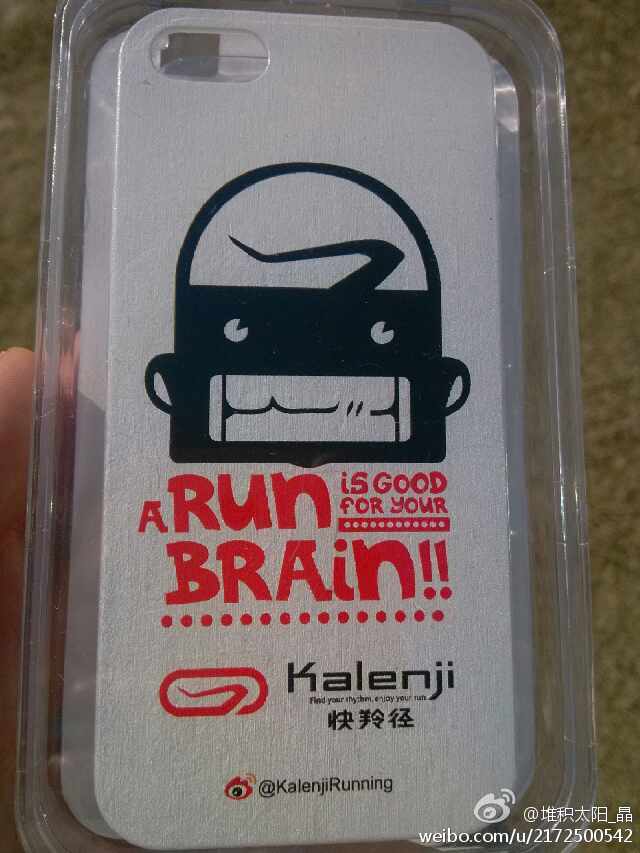 A RUN iS GOOD
FOR YOUR
BRAiN!!
Kalenji
Find your rhythm, enjoy your run
快羚径
@KalenjiRunning
@堆积太阳_晶
weibo.com/u/2172500542